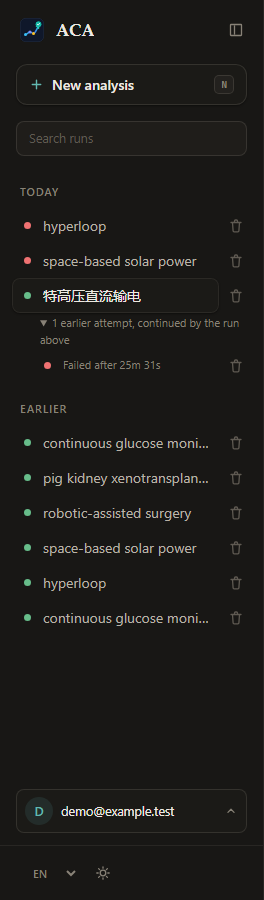 ACA
New analysis
N
Search runs
TODAY
hyperloop
space-based solar power
特高压直流输电
▼ 1 earlier attempt, continued by the run
above
Failed after 25m 31s
EARLIER
continuous glucose moni...
pig kidney xenotransplan...
robotic-assisted surgery
space-based solar power
hyperloop
continuous glucose moni...
D
demo@example.test
EN